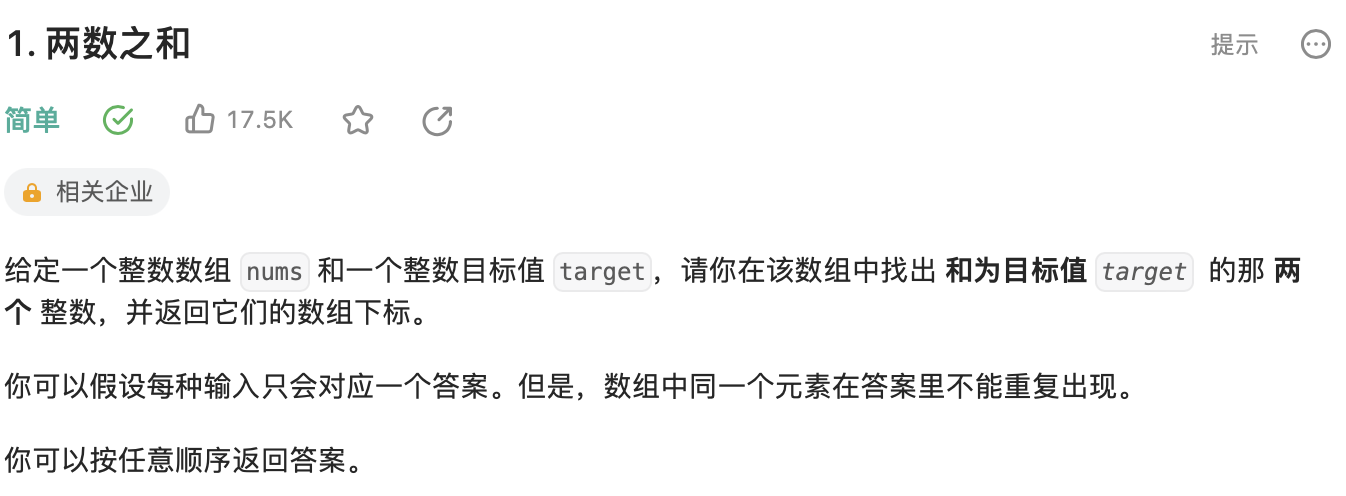 1. 两数之和
提示
简单
17.5K
相关企业
给定一个整数数组 nums 和一个整数目标值 target，请你在该数组中找出 和为目标值 target 的那 两
个 整数，并返回它们的数组下标。
你可以假设每种输入只会对应一个答案。但是，数组中同一个元素在答案里不能重复出现。
你可以按任意顺序返回答案。